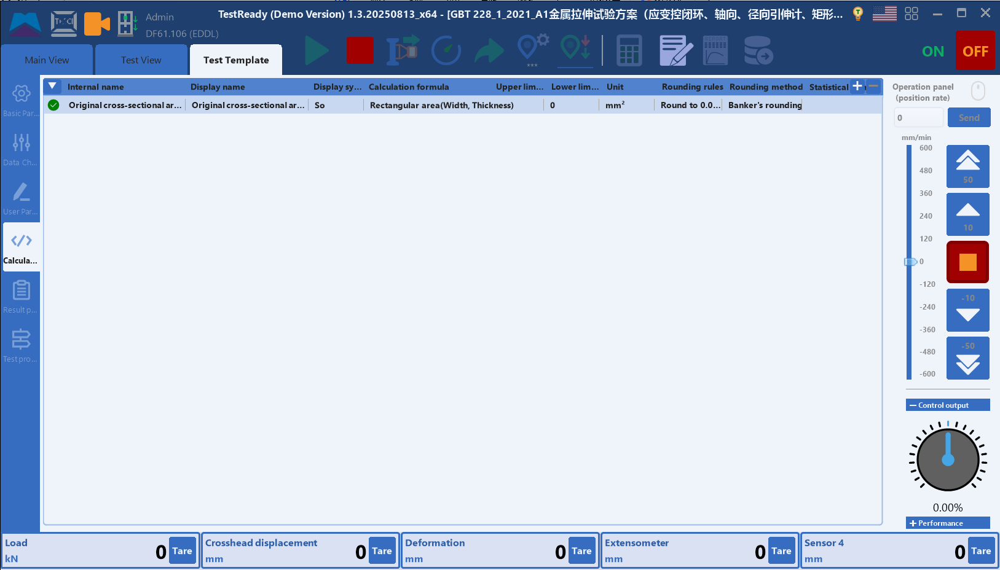 Admin
DF61.106 (EDDL)
TestReady (Demo Version) 1.3.20250813_x64 - [GBT 228_1_2021_A1金属拉伸试验方案（应变控闭环、轴向、径向引伸计、矩形...
Main View
Test View
Test Template
REPORT
ON
OFF
Internal name
Display name
Display sy...
Calculation formula
Upper lim...
Lower lim...
Unit
Rounding rules
Rounding method
Statistical
Original cross-sectional ar...
Original cross-sectional ar...
So
Rectangular area(Width, Thickness)
0
mm²
Round to 0.0...
Banker's rounding
Basic Par...
Data Ch...
User Par...
Calcula...
Result p...
Test pro...
Operation panel
(position rate)
0
Send
mm/min
600
480
360
240
120
0
-120
-240
-360
-480
-600
50
10
-10
-50
Control output
0.00%
Performance
Load
kN
0
Tare
Crosshead displacement
mm
0
Tare
Deformation
mm
0
Tare
Extensometer
mm
0
Tare
Sensor 4
mm
0
Tare